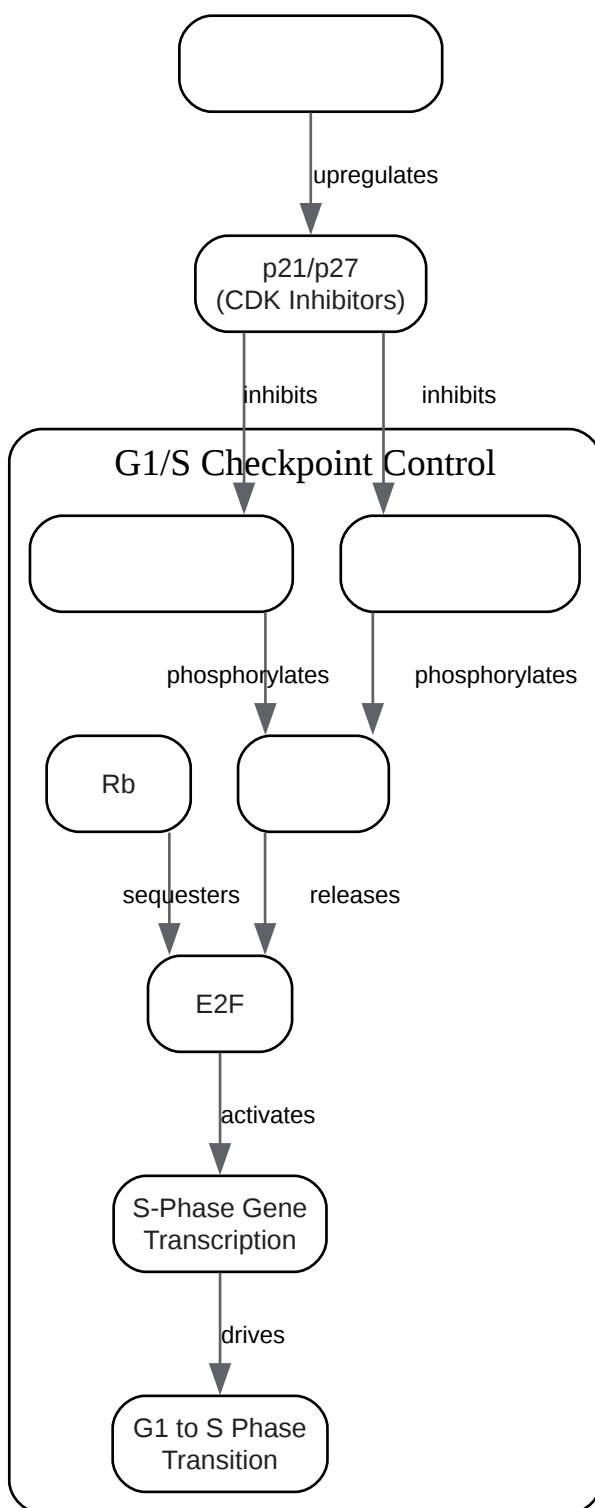 upregulates
p21/p27
(CDK Inhibitors)
inhibits
inhibits
G1/S Checkpoint Control
phosphorylates
phosphorylates
Rb
sequesters
releases
E2F
activates
S-Phase Gene
Transcription
drives
G1 to S Phase
Transition